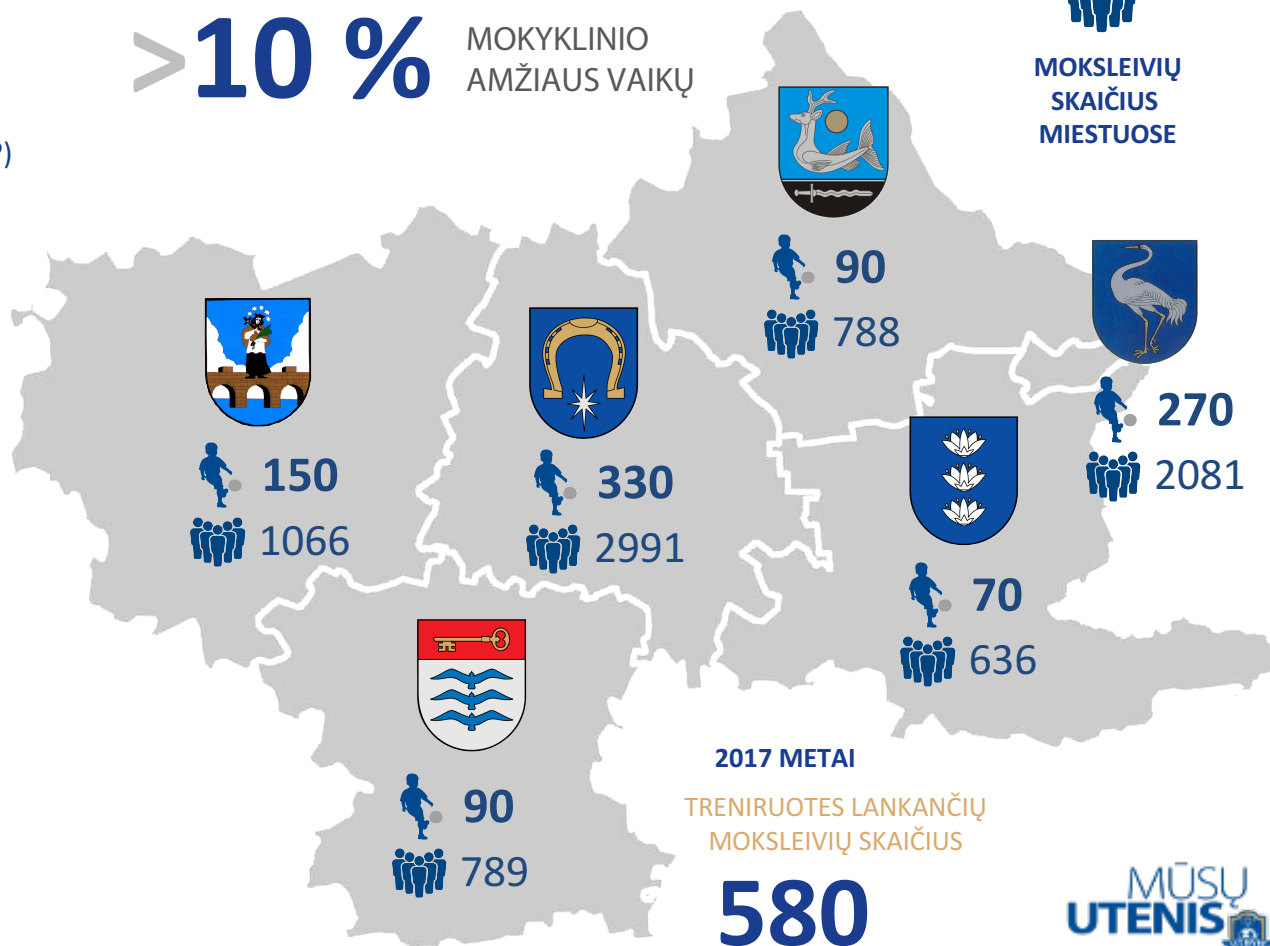 >10 %
MOKYKLINIO
AMŽIAUS VAIKŲ
MOKSLEIVIŲ
SKAIČIUS
MIESTUOSE
)
90
788
150
1066
330
2991
270
2081
70
636
90
789
2017 METAI
TRENIRUOTES LANKANČIŲ
MOKSLEIVIŲ SKAIČIUS
580
MŪSŲ
UTENIS